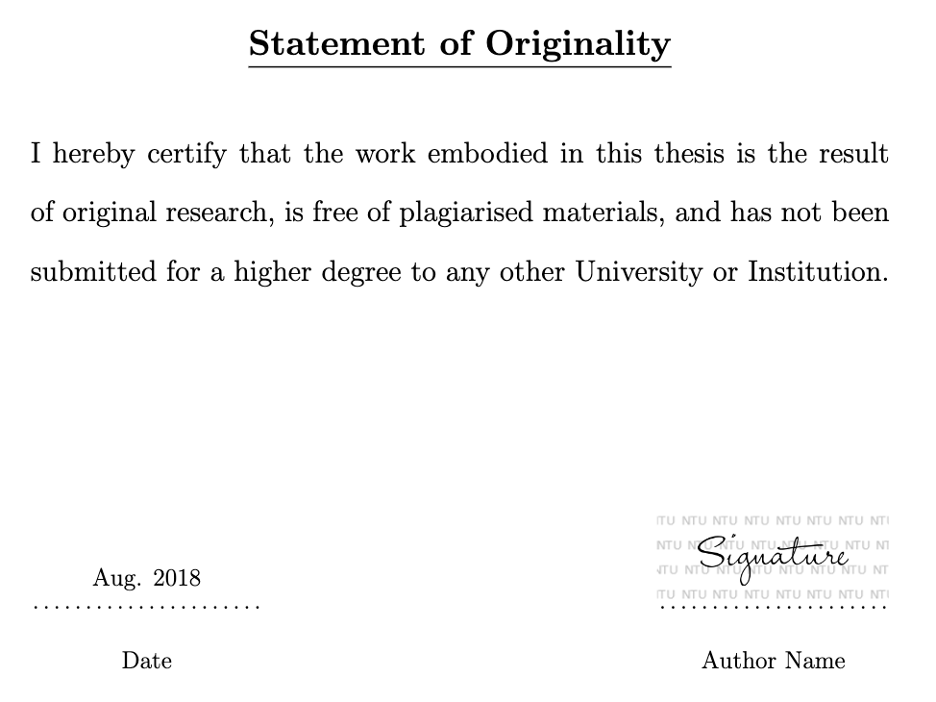 Statement of Originality
I hereby certify that the work embodied in this thesis is the result
of original research, is free of plagiarised materials, and has not been
submitted for a higher degree to any other University or Institution.
TU NTU NTU NTU NTU NTU NTU NT
NTU NTU NTU NTU NTU NTU NTU NT
Signature
TU NTU NTU NTU NTU NTU NTU NT
TU NTU NTU NTU NTU NTU NTU NT
Aug. 2018
......................
......................
Date
Author Name